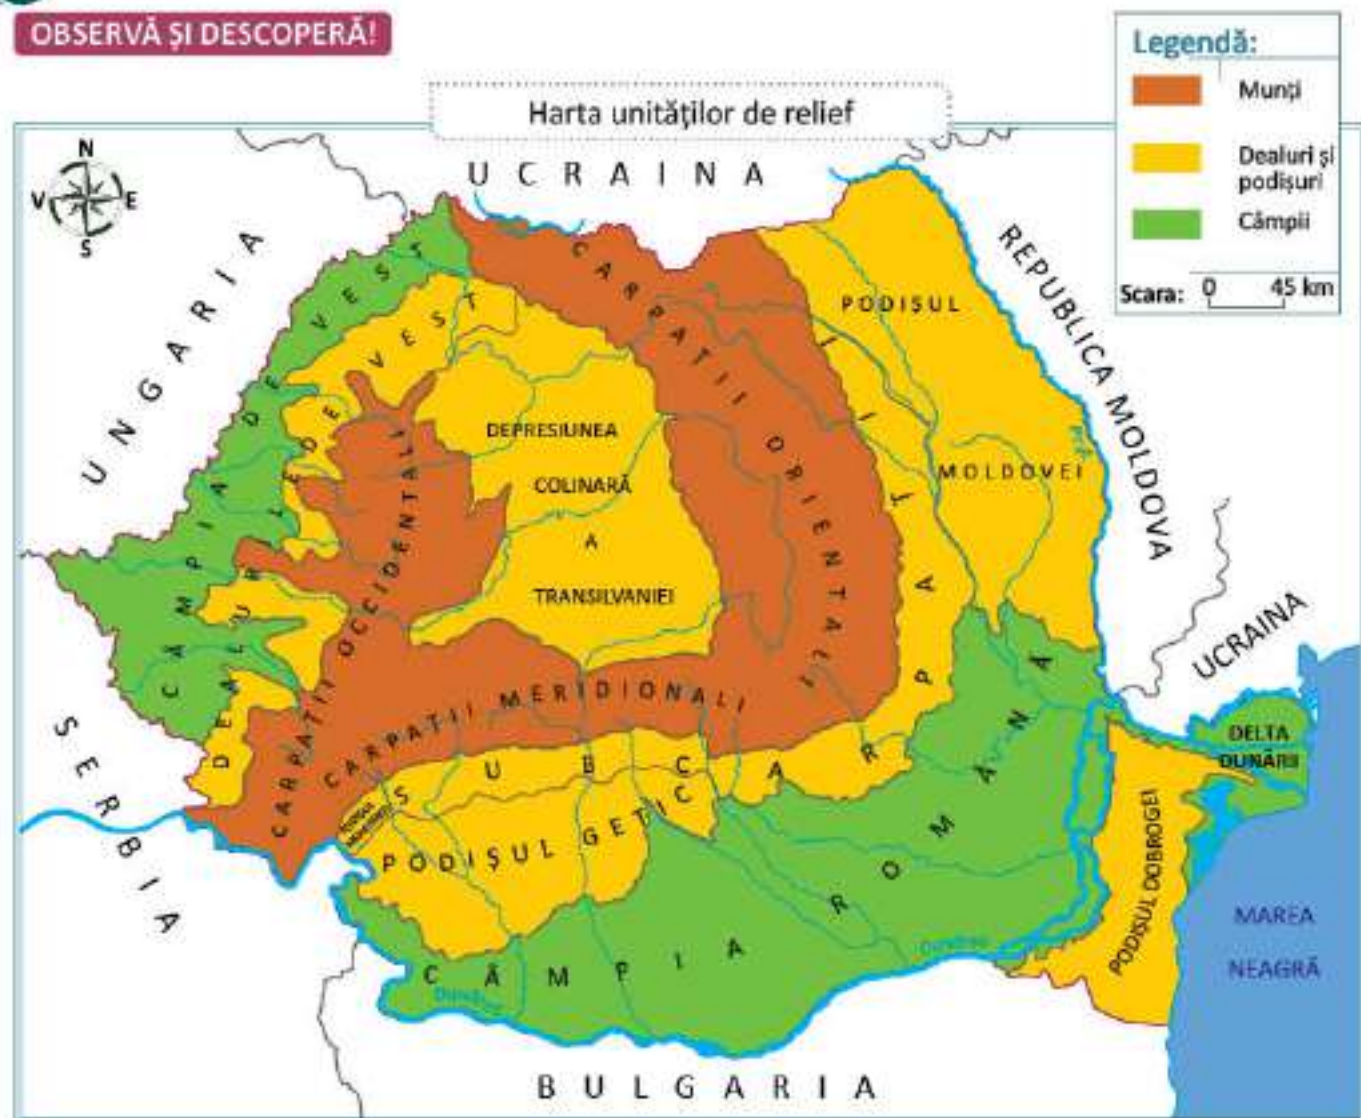 OBSERVĂ ȘI DESCOPERĂ!
Legendă:
Munți
Dealuri și
podișuri
Câmpii
Scara: 0 45 km
Harta unităților de relief
N
V E
S
UCRAINA
UNGARIA
REPUBLICA MOLDOVA
CARPAȚII ORIENTALI
PODIȘUL
MOLDOVEI
CÂMPIA DE VEST
DEALURILE DE VEST
DEPRESIUNEA
COLINARĂ
A
TRANSILVANIEI
CARPAȚII OCCIDENTALI
CARPAȚII MERIDIONALI
SUBCARPAȚII
PODIȘUL GETIC
UCRAINA
DELTA
DUNĂRII
SERBIA
CÂMPIA ROMÂNĂ
PODIȘUL DOBROGEI
MAREA
NEAGRĂ
Dunărea
Dunărea
BULGARIA